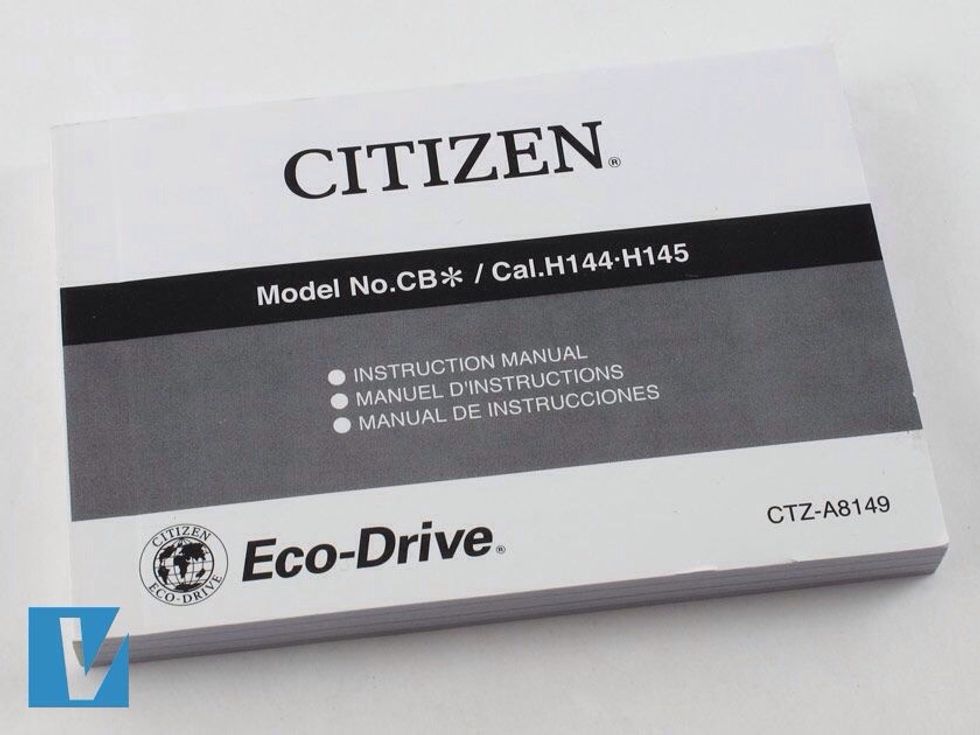 CITIZEN®
Model No.CB* / Cal.H144·H145
● INSTRUCTION MANUAL
● MANUEL D'INSTRUCTIONS
● MANUAL DE INSTRUCCIONES
CTZ-A8149
CITIZEN
ECO-DRIVE
Eco-Drive®
V